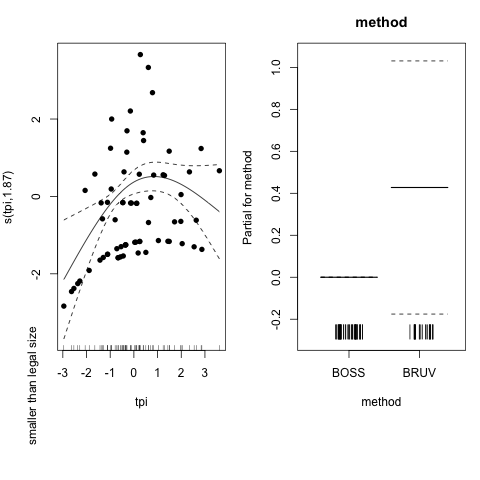 method
s(tpi,1.87)
smaller than legal size
2
0
-2
-3 -2 -1 0 1 2 3
tpi
Partial for method
1.0
0.8
0.6
0.4
0.2
0.0
-0.2
BOSS BRUV
method